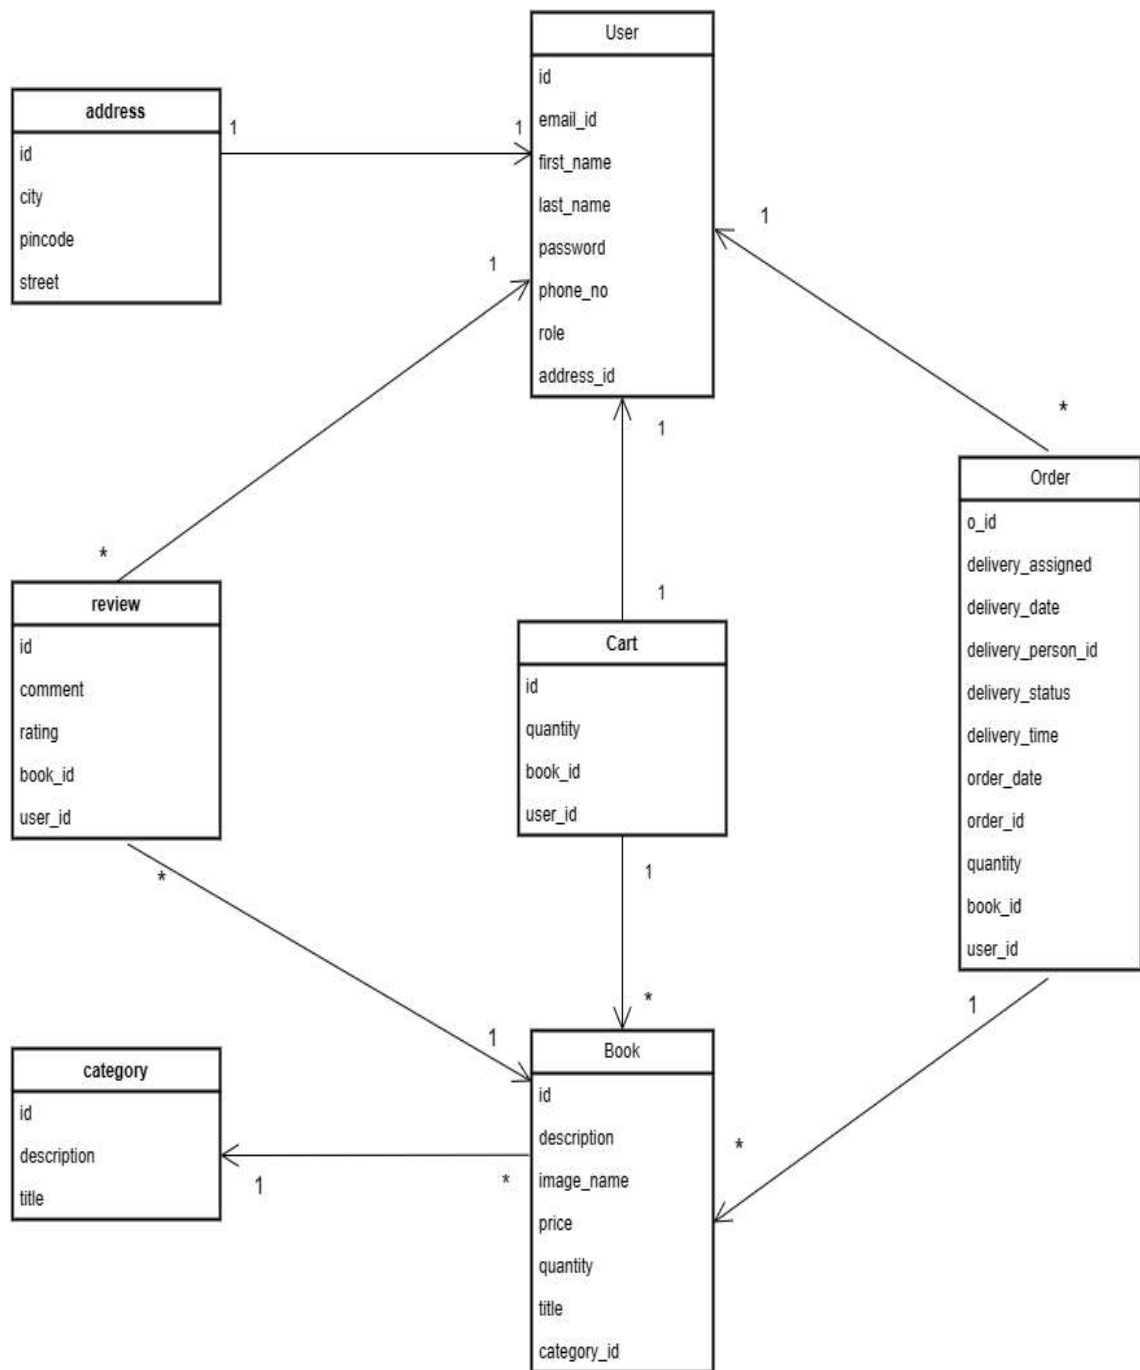 User
id
email_id
first_name
last_name
password
phone_no
role
address_id
address
id
city
pincode
street
1
1
1
1
1
*
*
review
id
comment
rating
book_id
user_id
1
Cart
id
quantity
book_id
user_id
Order
o_id
delivery_assigned
delivery_date
delivery_person_id
delivery_status
delivery_time
order_date
order_id
quantity
book_id
user_id
*
1
1
*
1
*
category
id
description
title
1
*
Book
id
description
image_name
price
quantity
title
category_id